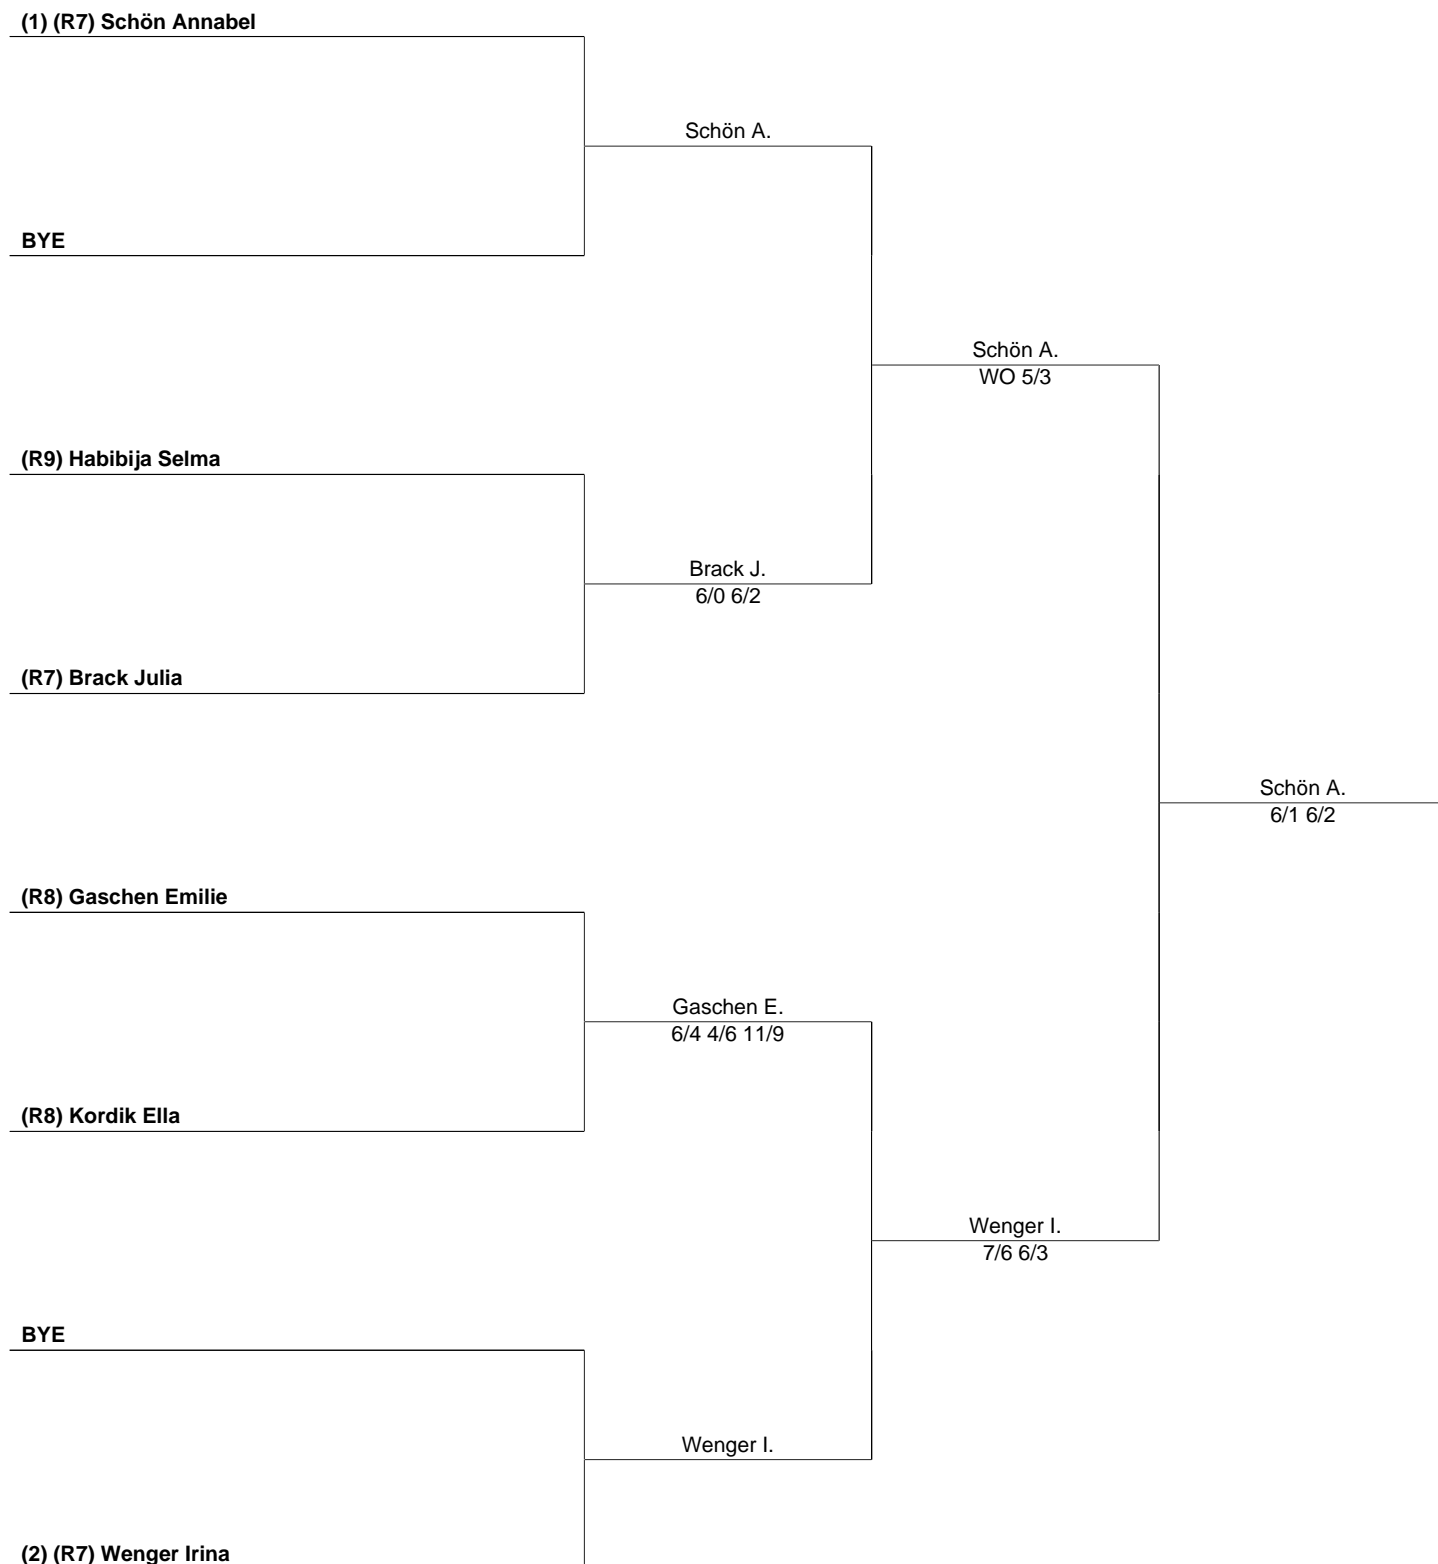 (1) (R7) Schön Annabel
Schön A.
BYE
Schön A.
WO 5/3
(R9) Habibija Selma
Brack J.
6/0 6/2
(R7) Brack Julia
Schön A.
6/1 6/2
(R8) Gaschen Emilie
Gaschen E.
6/4 4/6 11/9
(R8) Kordik Ella
Wenger I.
7/6 6/3
BYE
Wenger I.
(2) (R7) Wenger Irina